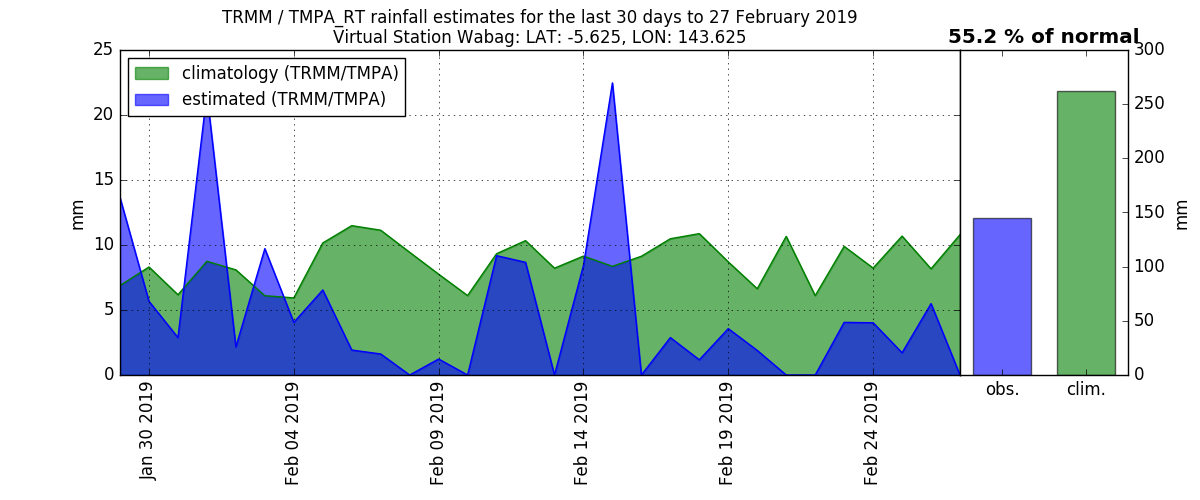 TRMM / TMPA_RT rainfall estimates for the last 30 days to 27 February 2019
Virtual Station Wabag: LAT: -5.625, LON: 143.625
55.2 % of normal
climatology (TRMM/TMPA)
estimated (TRMM/TMPA)
25
20
15
10
5
0
mm
Jan 30 2019
Feb 04 2019
Feb 09 2019
Feb 14 2019
Feb 19 2019
Feb 24 2019
obs.
clim.
300
250
200
150
100
50
0
mm